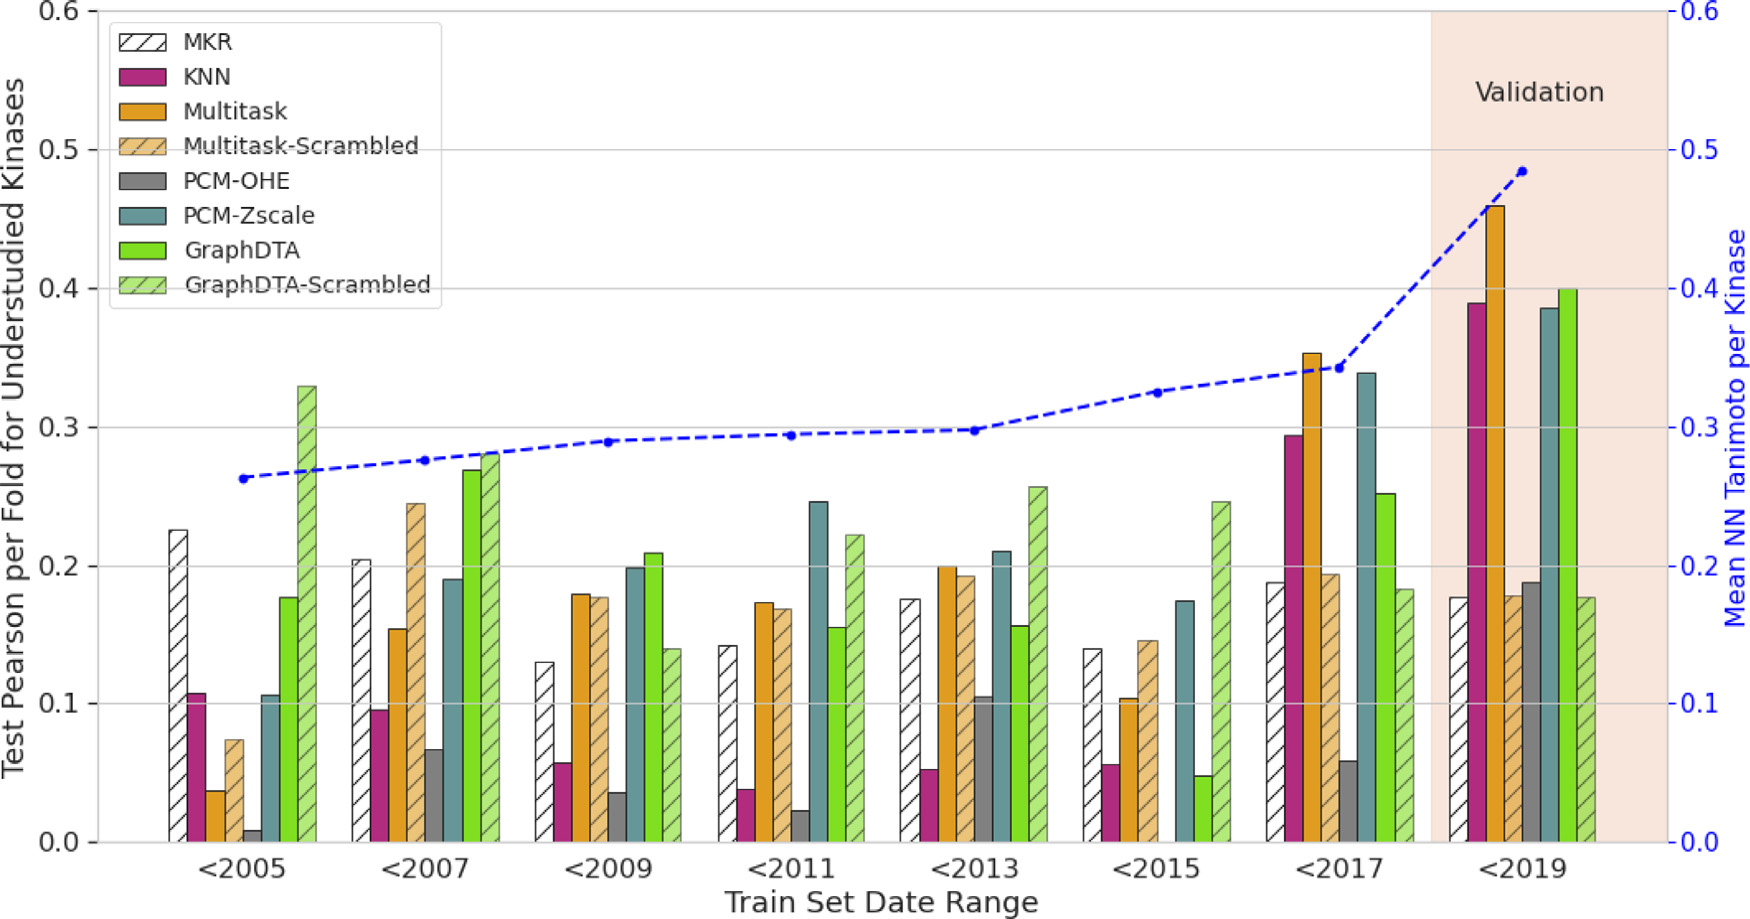 0.6
0.5
0.4
0.3
0.2
0.1
0.0
Test Pearson per Fold for Understudied Kinases
MKR
KNN
Multitask
Multitask-Scrambled
PCM-OHE
PCM-Zscale
GraphDTA
GraphDTA-Scrambled
Validation
0.6
0.5
0.4
0.3
0.2
0.1
0.0
Mean NN Tanimoto per Kinase
<2005 <2007 <2009 <2011 <2013 <2015 <2017 <2019
Train Set Date Range